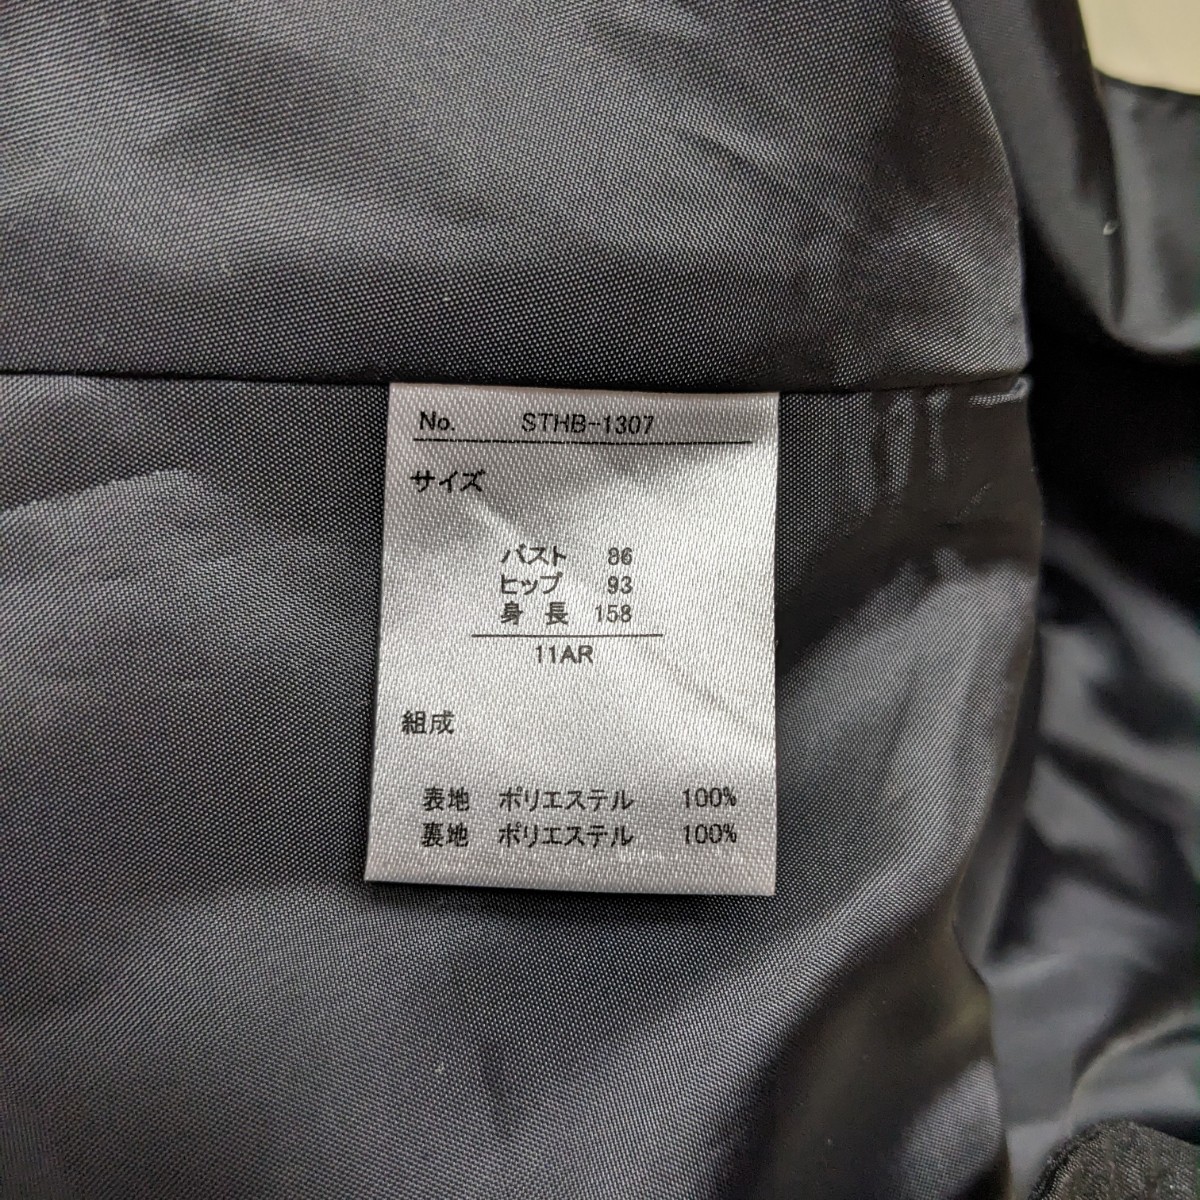 No. STHB-1307
サイズ
バスト 86
ヒップ 93
身長 158
11AR
組成
表地 ポリエステル 100%
裏地 ポリエステル 100%